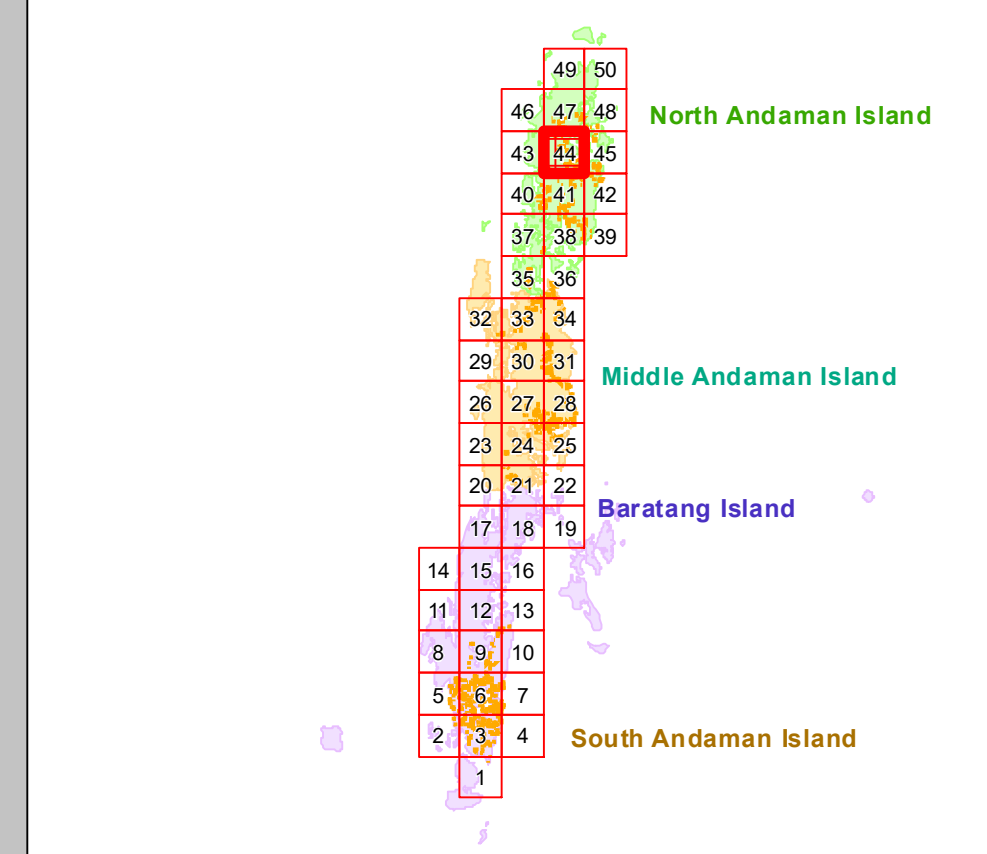 49 50
46 47 48
North Andaman Island
43 44 45
40 41 42
37 38 39
35 36
32 33 34
29 30 31
Middle Andaman Island
26 27 28
23 24 25
20 21 22
Baratang Island
17 18 19
14 15 16
11 12 13
8 9 10
5 6 7
2 3 4
South Andaman Island
1